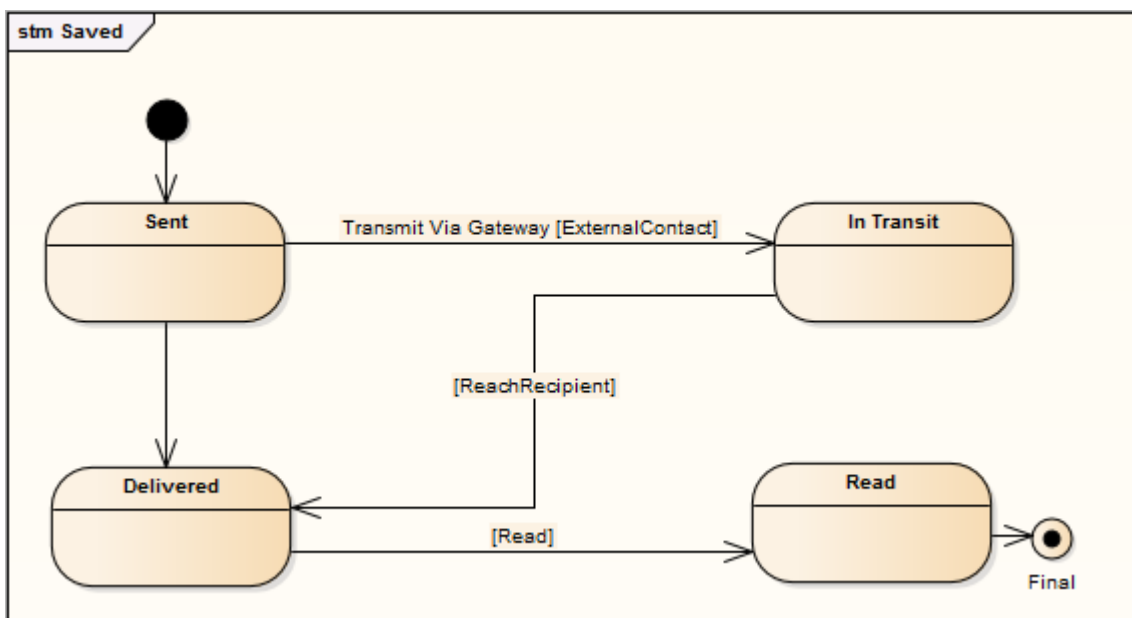 stm Saved
Sent
Transmit Via Gateway [ExternalContact]
In Transit
[ReachRecipient]
Delivered
Read
[Read]
Final